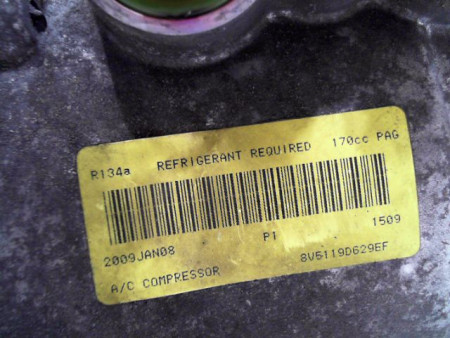 R134a REFRIGERANT REQUIRED 170cc PAG
2009JAN08 P1 1509
A/C COMPRESSOR 8V5119D629EF